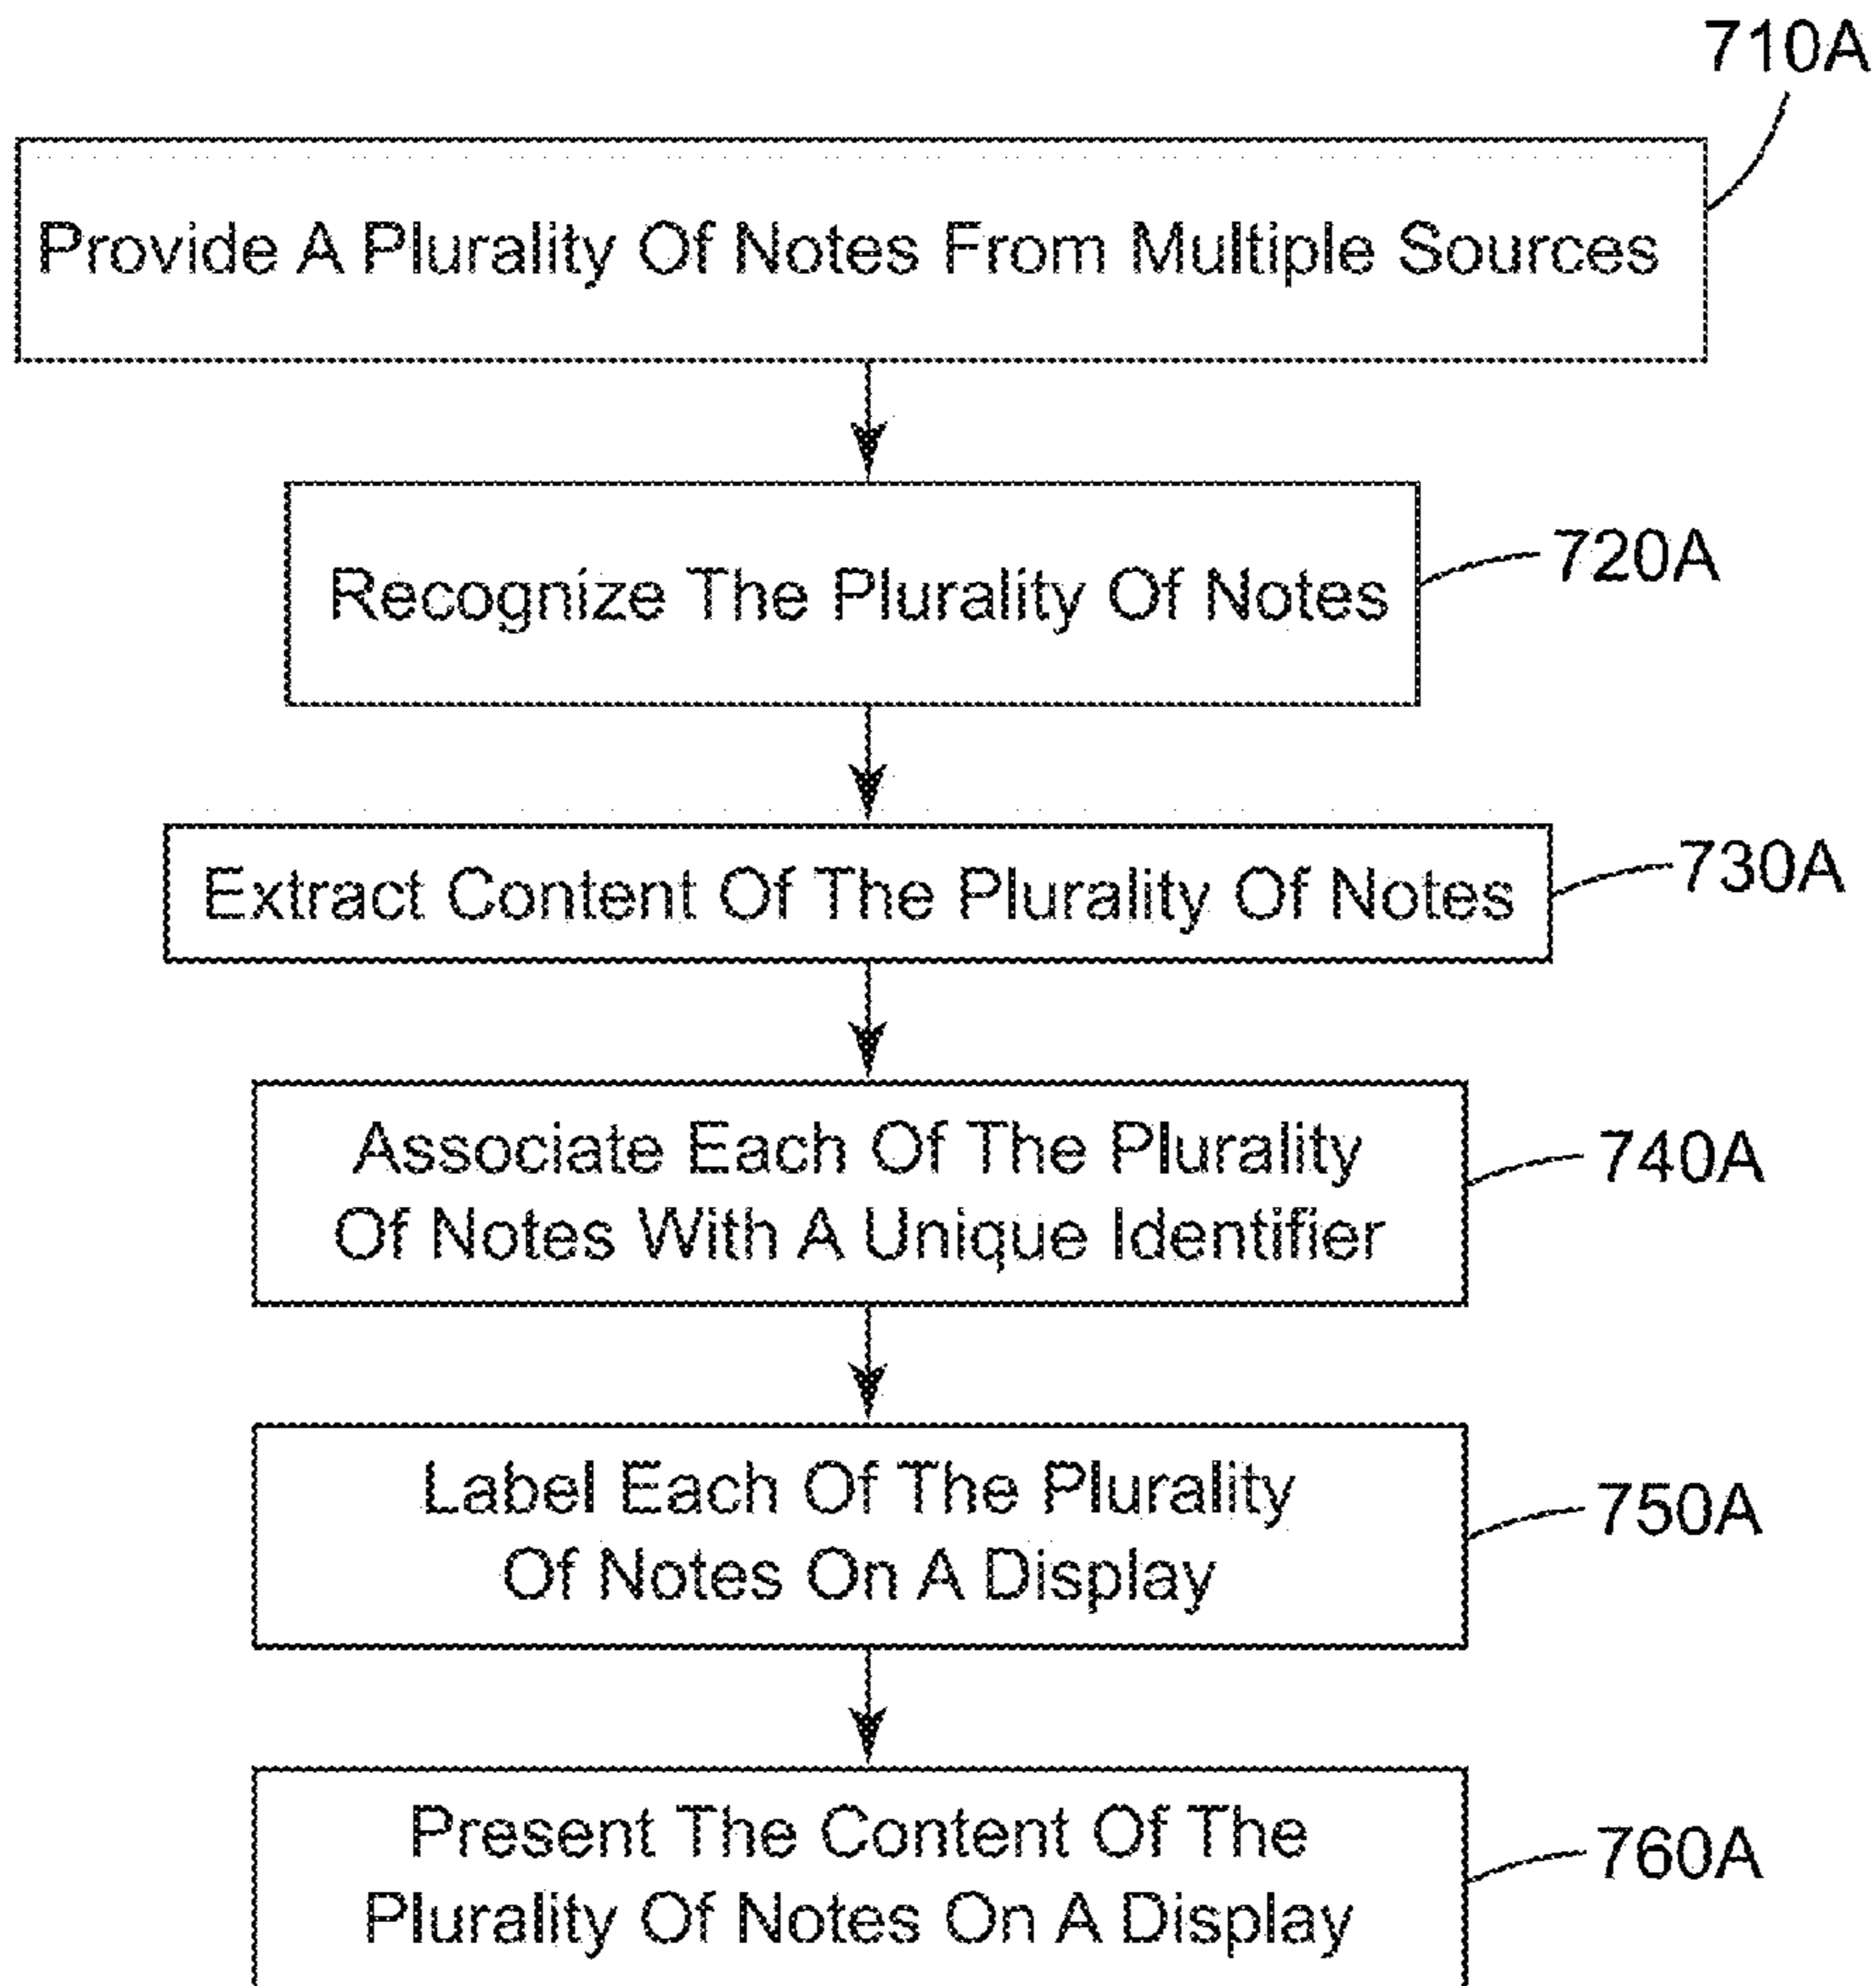 710A
Provide A Plurality Of Notes From Multiple Sources
720A
Recognize The Plurality Of Notes
730A
Extract Content Of The Plurality Of Notes
Associate Each Of The Plurality
740A
Of Notes With A Unique Identifier
Label Each Of The Plurality
750A
Of Notes On A Display
Present The Content Of The
760A
Plurality Of Notes On A Display